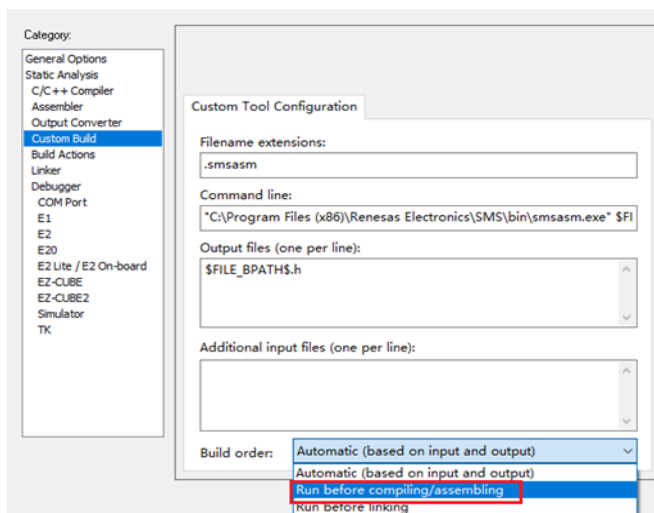 Category:
General Options
Static Analysis
C/C++ Compiler
Assembler
Output Converter
Custom Build
Build Actions
Linker
Debugger
COM Port
E1
E2
E20
E2 Lite / E2 On-board
EZ-CUBE
EZ-CUBE2
Simulator
TK
Custom Tool Configuration
Filename extensions:
.smsasm
Command line:
"C:\Program Files (x86)\Renesas Electronics\SMS\bin\smsasm.exe" $FI
Output files (one per line):
$FILE_BPATH$.h
Additional input files (one per line):
Build order:
Automatic (based on input and output)
Automatic (based on input and output)
Run before compiling/assembling
Run before linking